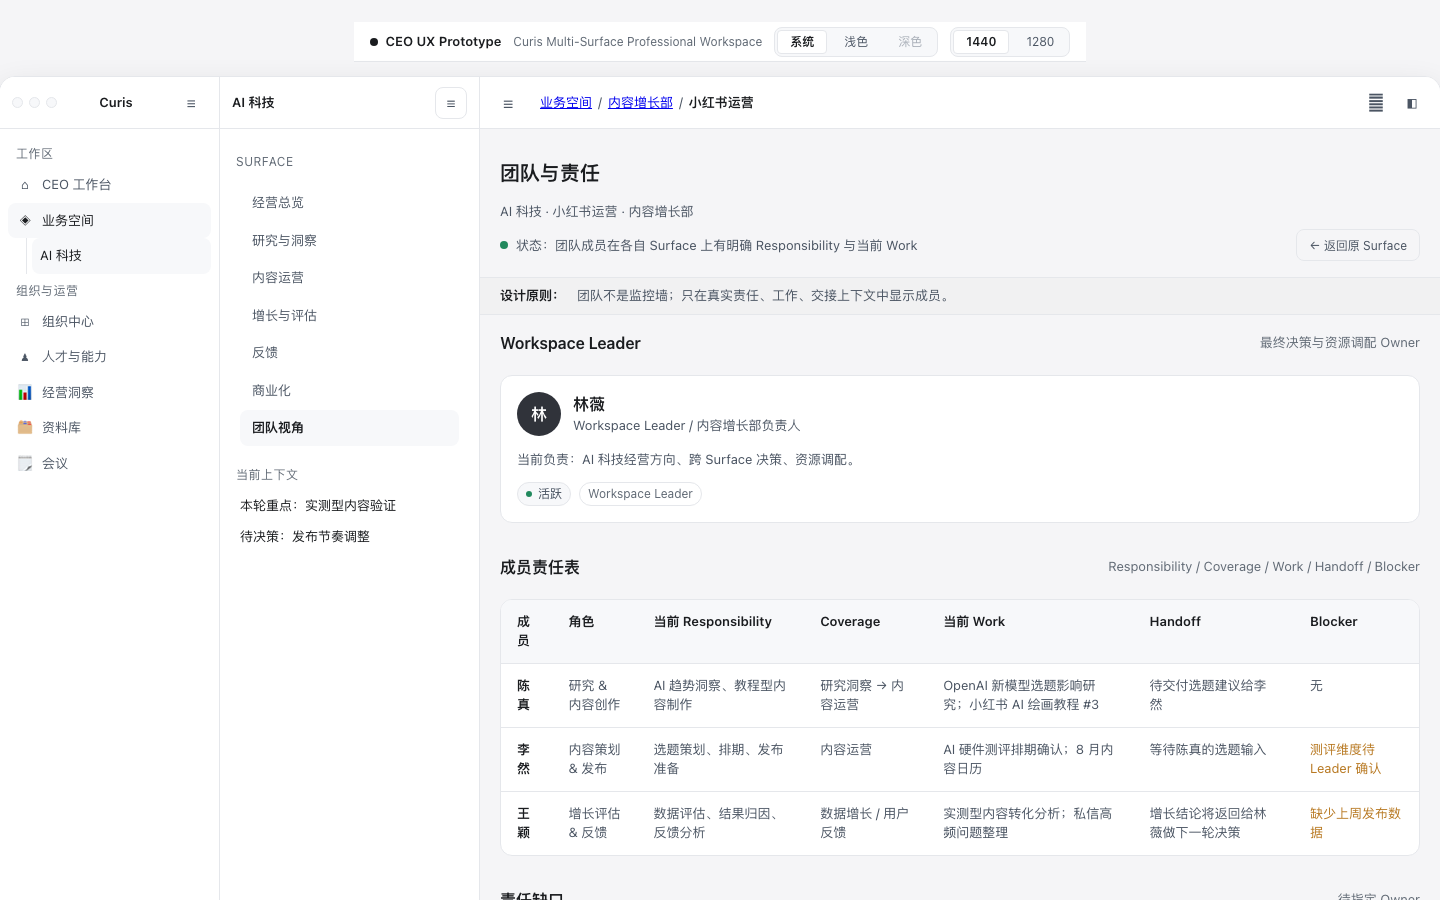 CEO UX Prototype Curis Multi-Surface Professional Workspace 系统 浅色 深色 1440 1280
Curis
AI 科技
业务空间 / 内容增长部 / 小红书运营
工作区
CEO 工作台
业务空间
AI 科技
组织与运营
组织中心
人才与能力
经营洞察
资料库
会议
SURFACE
经营总览
研究与洞察
内容运营
增长与评估
反馈
商业化
团队视角
当前上下文
本轮重点：实测型内容验证
待决策：发布节奏调整
团队与责任
AI 科技 · 小红书运营 · 内容增长部
状态：团队成员在各自 Surface 上有明确 Responsibility 与当前 Work
← 返回原 Surface
设计原则： 团队不是监控墙；只在真实责任、工作、交接上下文中显示成员。
Workspace Leader
最终决策与资源调配 Owner
林
林薇
Workspace Leader / 内容增长部负责人
当前负责：AI 科技经营方向、跨 Surface 决策、资源调配。
活跃
Workspace Leader
成员责任表
Responsibility / Coverage / Work / Handoff / Blocker
成员 角色 当前 Responsibility Coverage 当前 Work Handoff Blocker
陈真 研究 & 内容创作 AI 趋势洞察、教程型内容制作 研究洞察 → 内容运营 OpenAI 新模型选题影响研究；小红书 AI 绘画教程 #3 待交付选题建议给李然 无
李然 内容策划 & 发布 选题策划、排期、发布准备 内容运营 AI 硬件测评排期确认；8 月内容日历 等待陈真的选题输入 测评维度待 Leader 确认
王颖 增长评估 & 反馈 数据评估、结果归因、反馈分析 数据增长 / 用户反馈 实测型内容转化分析；私信高频问题整理 增长结论将返回给林薇做下一轮决策 缺少上周发布数据
责任缺口
待指定 Owner